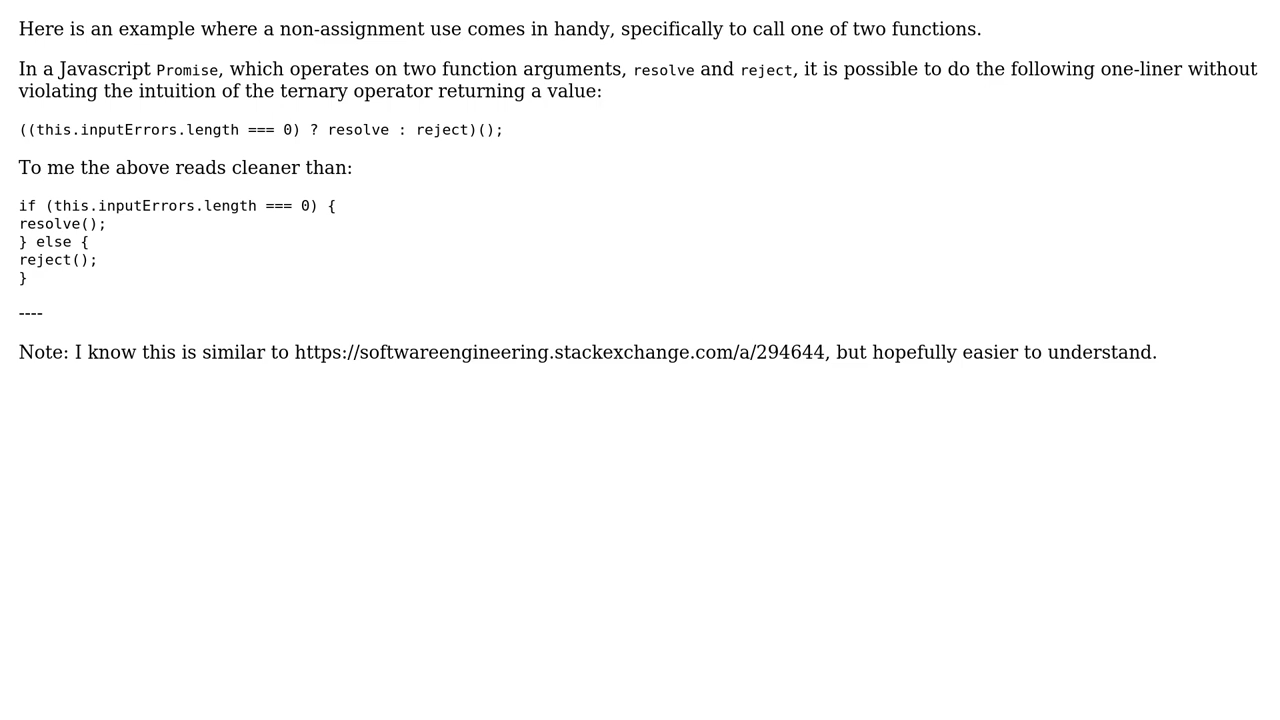 Here is an example where a non-assignment use comes in handy, specifically to call one of two functions.
In a Javascript Promise, which operates on two function arguments, resolve and reject, it is possible to do the following one-liner without
violating the intuition of the ternary operator returning a value:
((this.inputErrors.length === 0) ? resolve : reject)();
To me the above reads cleaner than:
if (this.inputErrors.length === 0) {
resolve();
} else {
reject();
}
----
Note: I know this is similar to https://softwareengineering.stackexchange.com/a/294644, but hopefully easier to understand.